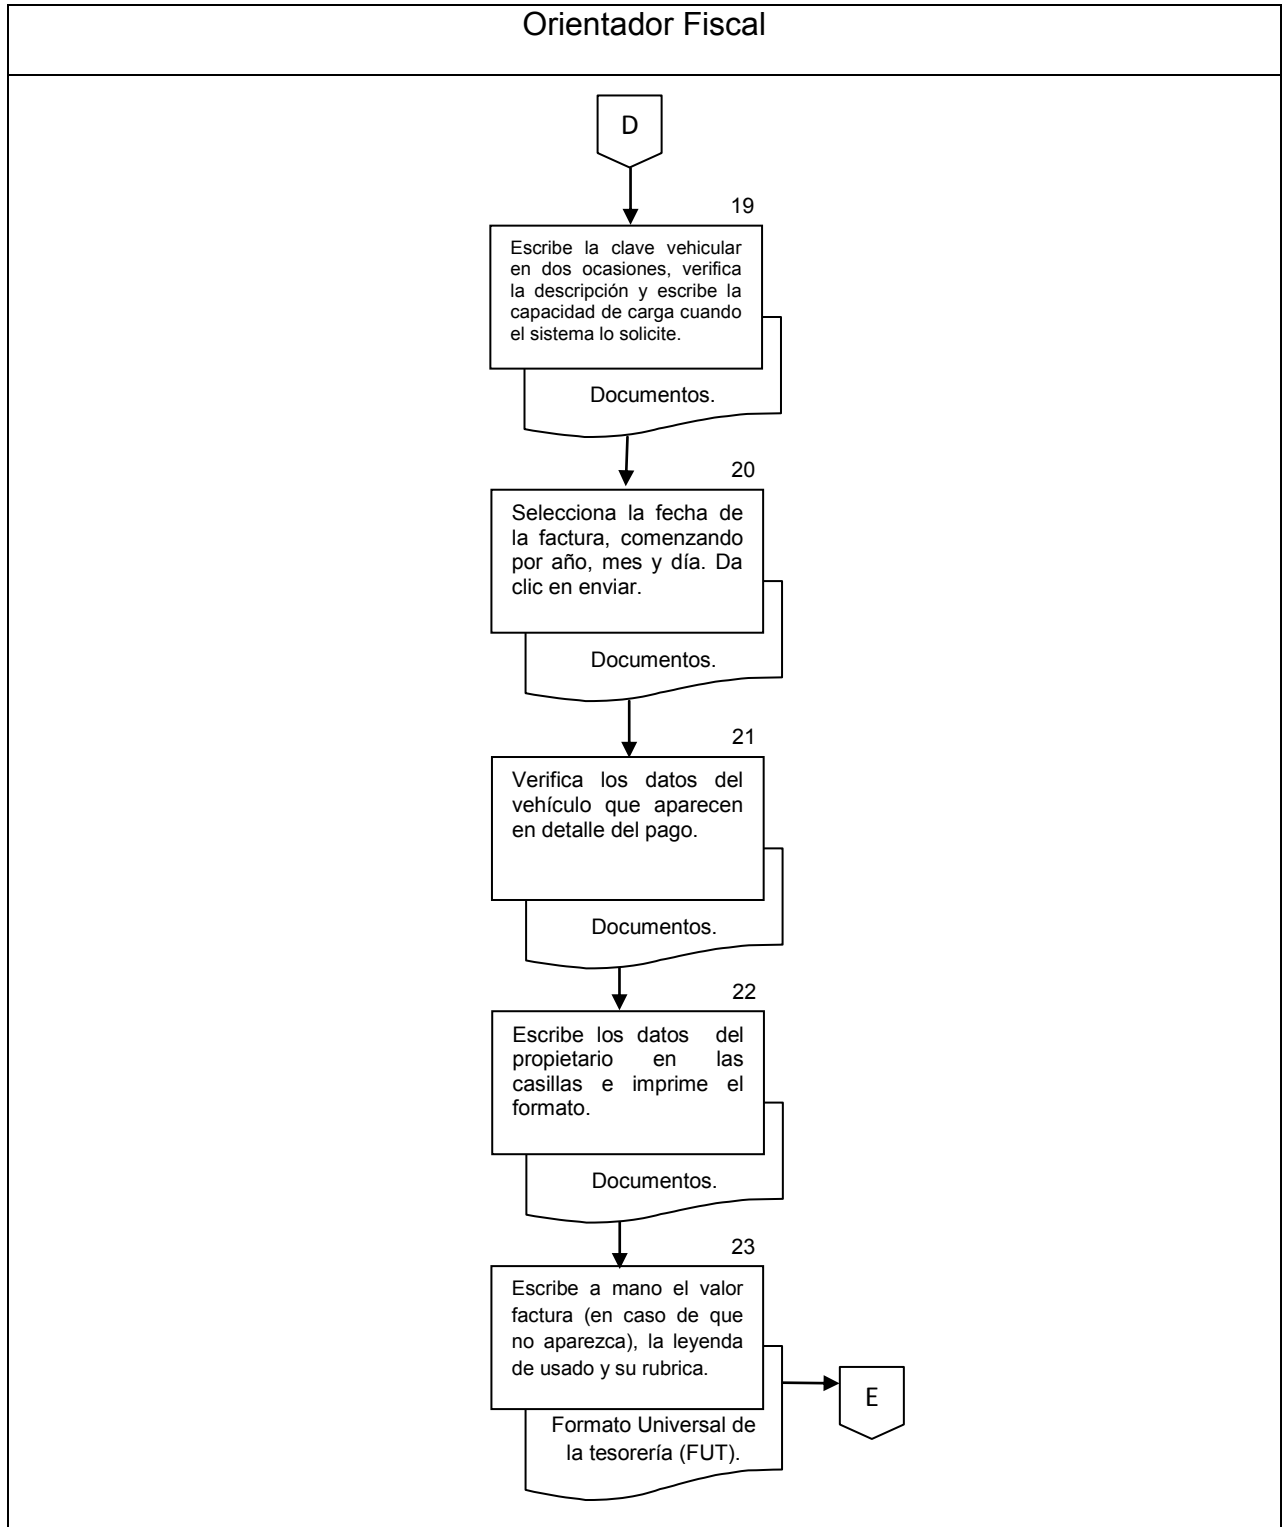 Orientador Fiscal
D
19
Escribe la clave vehicular
en dos ocasiones, verifica
la descripción y escribe la
capacidad de carga cuando
el sistema lo solicite.
Documentos.
20
Selecciona la fecha de
la factura, comenzando
por año, mes y día. Da
clic en enviar.
Documentos.
21
Verifica los datos del
vehículo que aparecen
en detalle del pago.
Documentos.
22
Escribe los datos del
propietario en las
casillas e imprime el
formato.
Documentos.
23
Escribe a mano el valor
factura (en caso de que
no aparezca), la leyenda
de usado y su rubrica.
Formato Universal de
la tesorería (FUT).
E